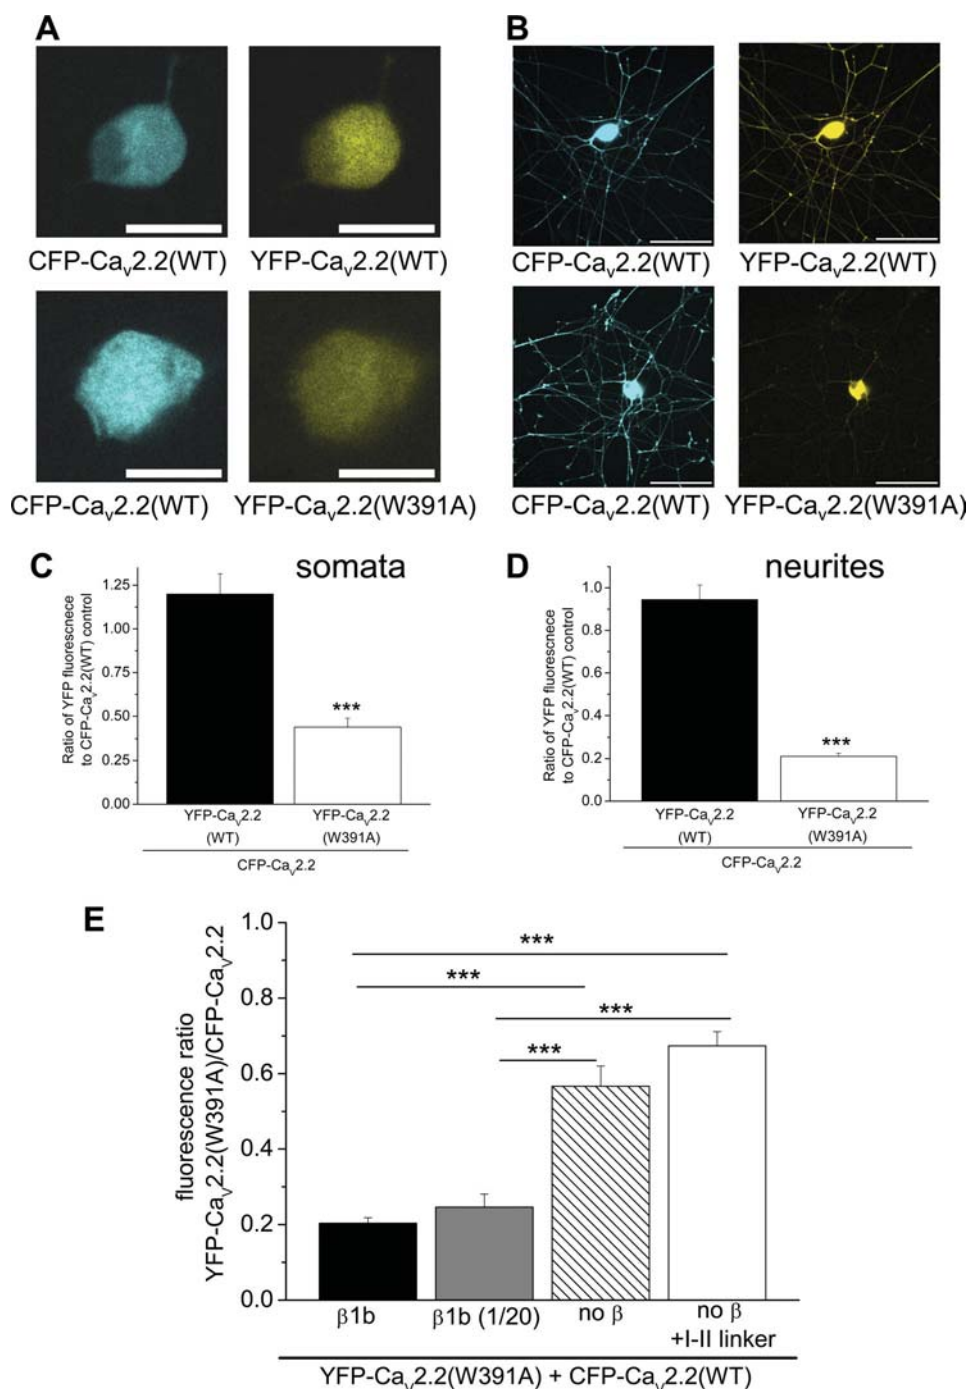 A
B
CFP-Cav2.2(WT) YFP-Cav2.2(WT)
CFP-Cav2.2(WT) YFP-Cav2.2(WT)
CFP-Cav2.2(WT) YFP-Cav2.2(W391A)
CFP-Cav2.2(WT) YFP-Cav2.2(W391A)
C
somata
Ratio of YFP fluorescnece
to CFP-Cav2.2(WT) control
1.25
1.00
0.75
0.50
0.25
0.00
***
YFP-Cav2.2
(WT)
YFP-Cav2.2
(W391A)
CFP-Cav2.2
D
neurites
Ratio of YFP fluorescnece
to CFP-Cav2.2(WT) control
1.0
0.8
0.6
0.4
0.2
0.0
***
YFP-Cav2.2
(WT)
YFP-Cav2.2
(W391A)
CFP-Cav2.2
E
fluorescence ratio
YFP-Cav2.2(W391A)/CFP-Cav2.2
1.0
0.8
0.6
0.4
0.2
0.0
***
***
***
***
β1b
β1b (1/20)
no β
no β
+I-II linker
YFP-Cav2.2(W391A) + CFP-Cav2.2(WT)